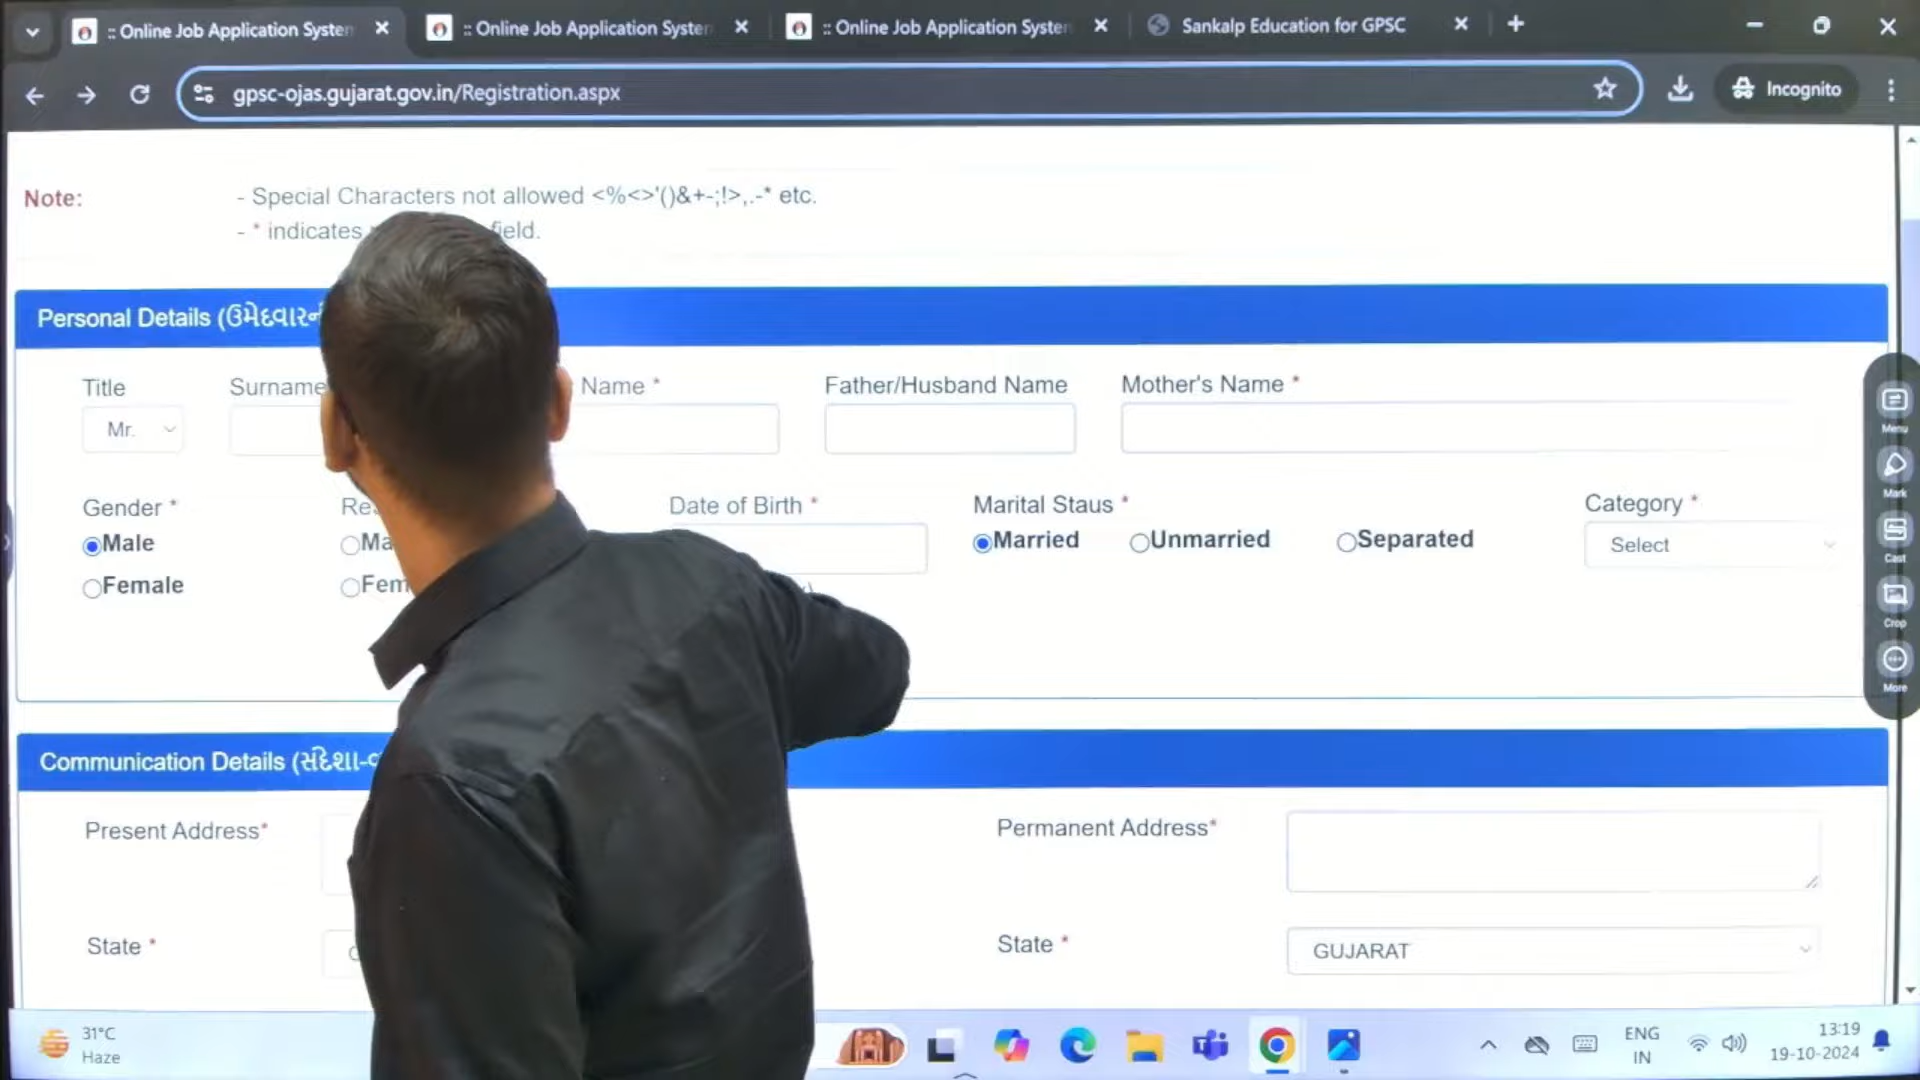 :: Online Job Application System
:: Online Job Application System
:: Online Job Application System
Sankalp Education for GPSC
gpsc-ojas.gujarat.gov.in/Registration.aspx
Incognito
Note:
- Special Characters not allowed <%<>'()&+-;!>,.-* etc.
- * indicates field.
Personal Details (ઉમેદવારની
Title
Surname
Name *
Father/Husband Name
Mother's Name *
Mr.
Gender *
Date of Birth *
Marital Staus *
Category *
Male
Married
Unmarried
Separated
Select
Female
Communication Details (સંદેશા-
Present Address*
Permanent Address*
State *
State *
GUJARAT
Menu
Mark
Cast
Crop
More
31°C
Haze
ENG
IN
13:19
19-10-2024